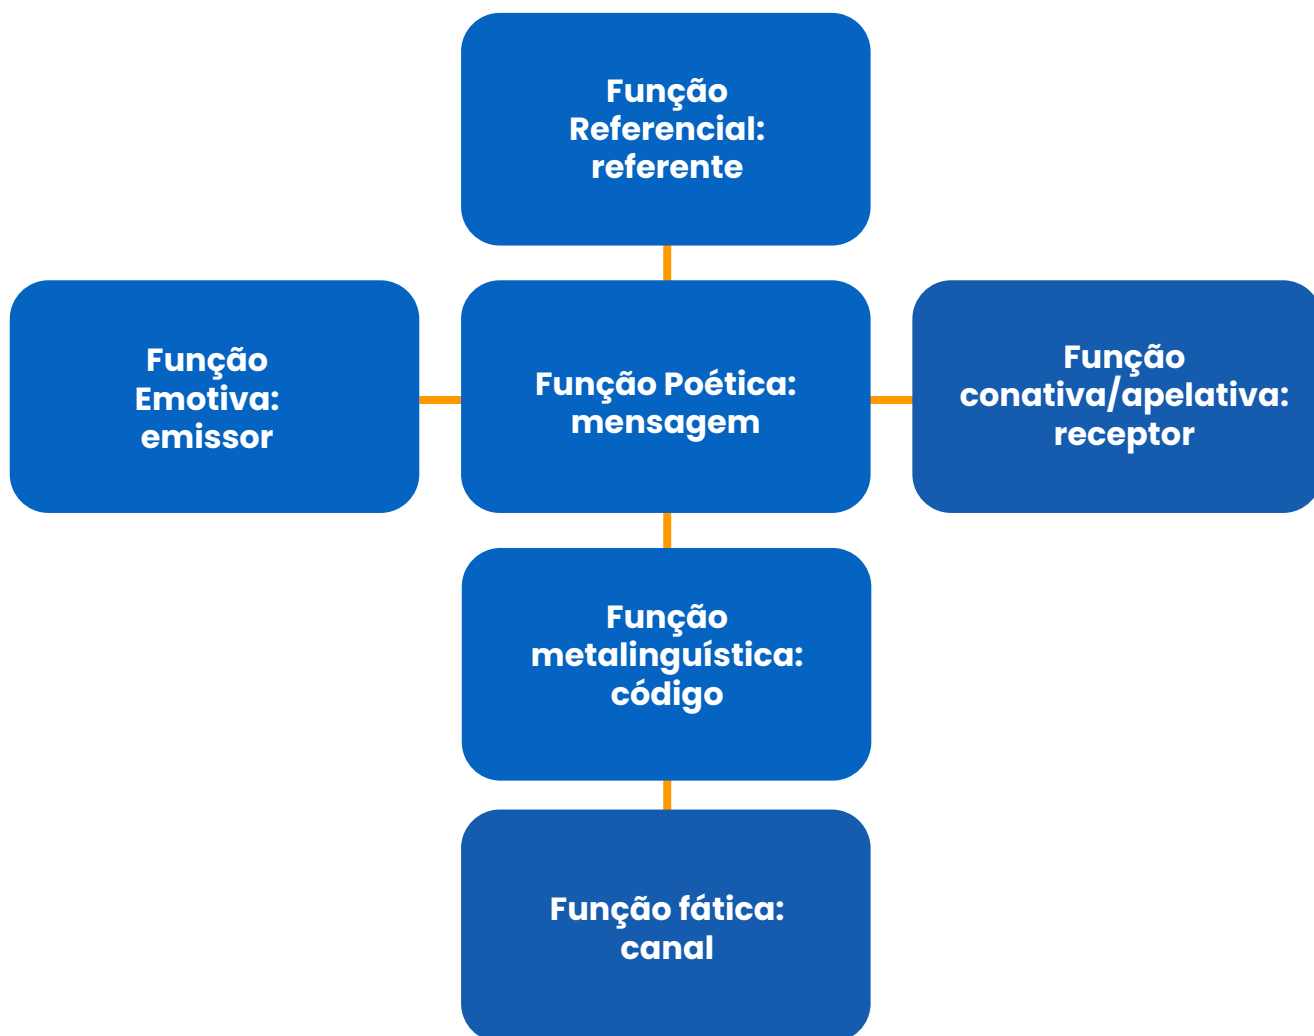 Função
Referencial:
referente
Função
Emotiva:
emissor
Função Poética:
mensagem
Função
conativa/apelativa:
receptor
Função
metalinguística:
código
Função fática:
canal